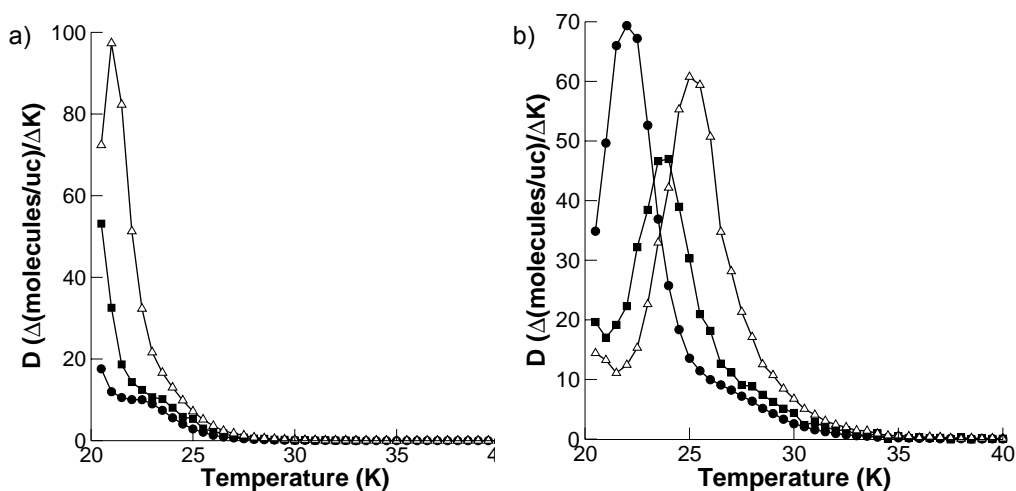 a)
D (Δ(molecules/uc)/ΔK)
100
80
60
40
20
0
20 25 30 35 4
Temperature (K)
b)
D (Δ(molecules/uc)/ΔK)
70
60
50
40
30
20
10
0
20 25 30 35 40
Temperature (K)